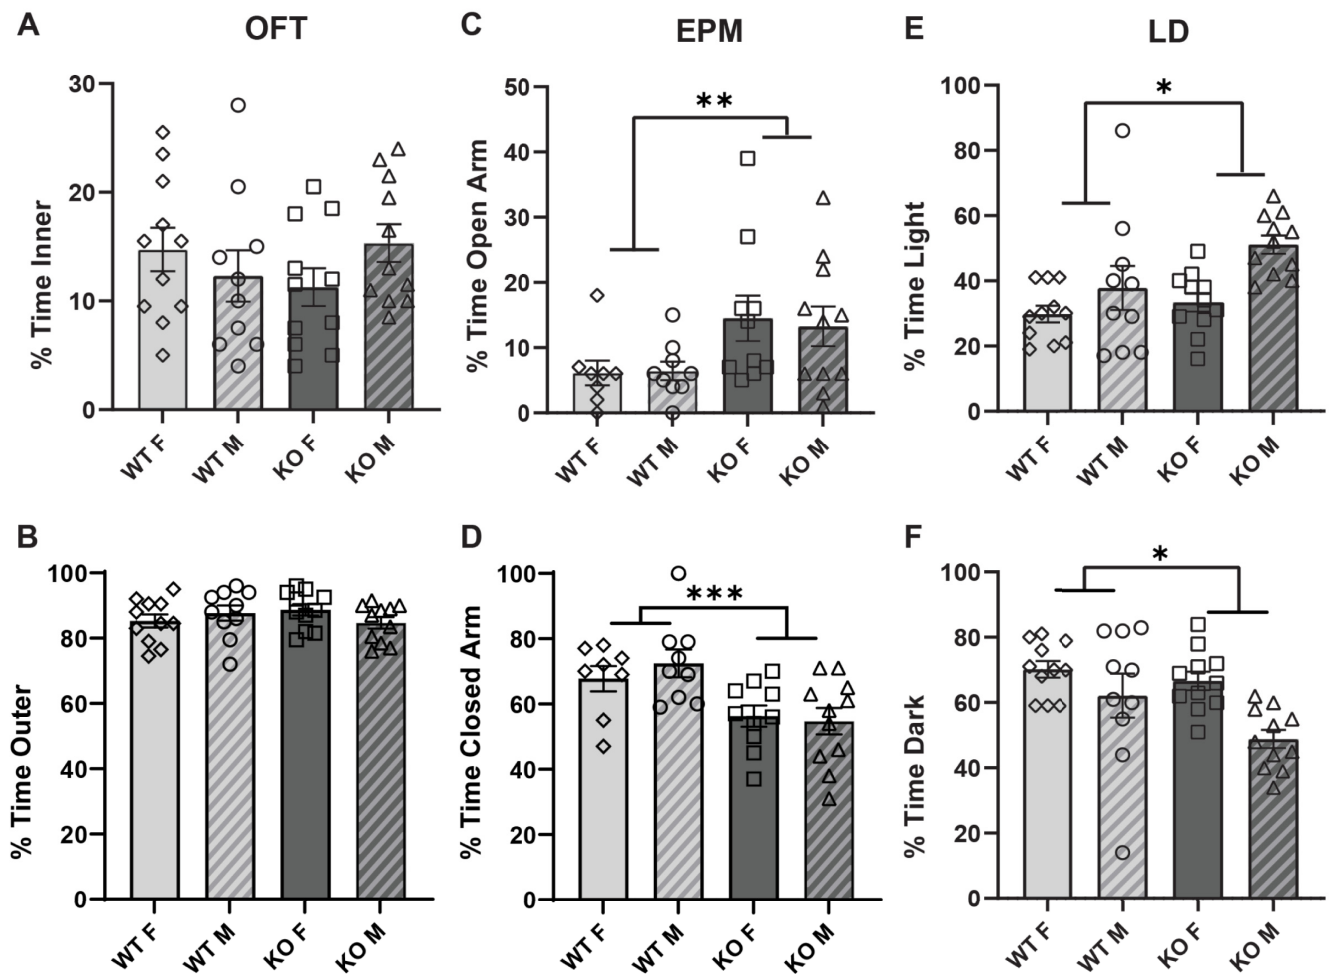 A
OFT
% Time Inner
30
20
10
0
WT F
WT M
KO F
KO M
C
EPM
% Time Open Arm
50
40
30
20
10
0
**
WT F
WT M
KO F
KO M
E
LD
% Time Light
100
80
60
40
20
0
*
WT F
WT M
KO F
KO M
B
% Time Outer
100
80
60
40
20
0
WT F
WT M
KO F
KO M
D
% Time Closed Arm
100
80
60
40
20
0
***
WT F
WT M
KO F
KO M
F
% Time Dark
100
80
60
40
20
0
*
WT F
WT M
KO F
KO M